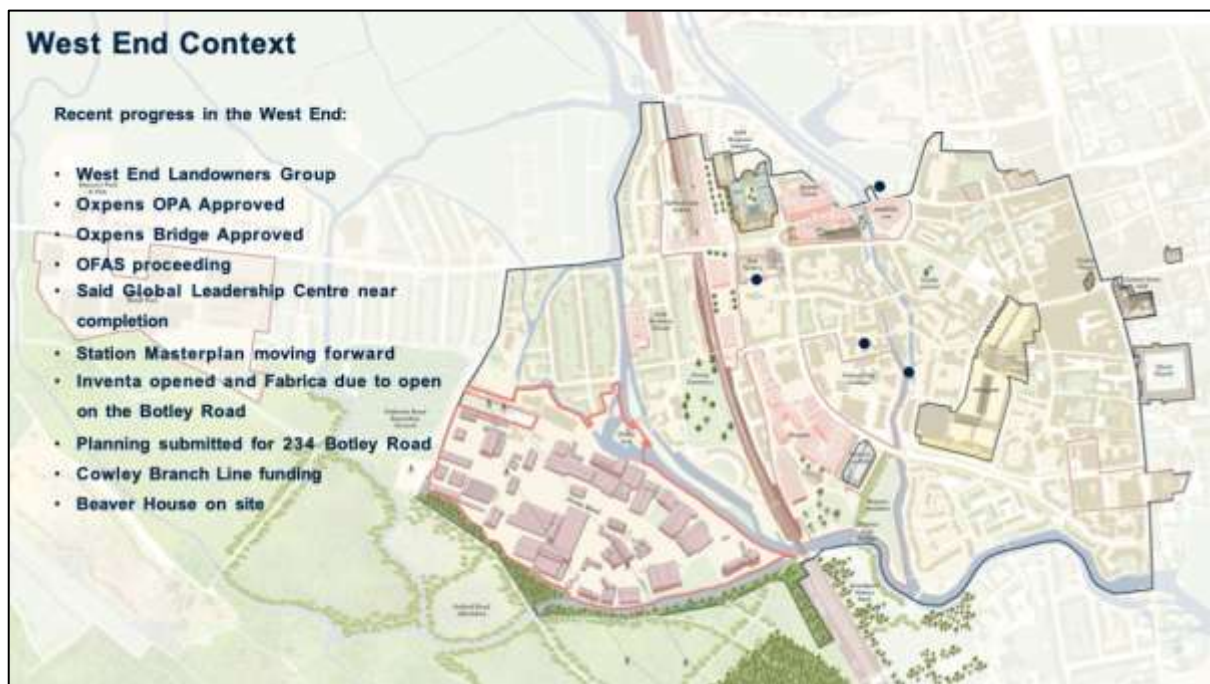 West End Context
Recent progress in the West End:
• West End Landowners Group
• Oxpens OPA Approved
• Oxpens Bridge Approved
• OFAS proceeding
• Said Global Leadership Centre near
completion
• Station Masterplan moving forward
• Inventa opened and Fabrica due to open
on the Botley Road
• Planning submitted for 234 Botley Road
• Cowley Branch Line funding
• Beaver House on site